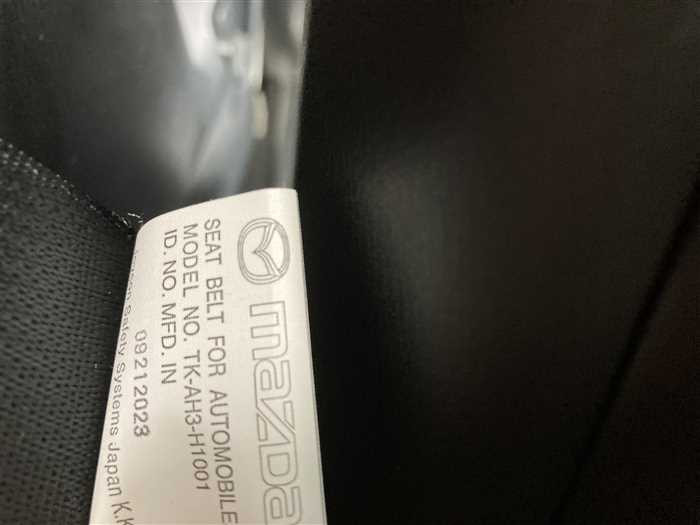 mazda
SEAT BELT FOR AUTOMOBILE
MODEL NO. TK-AH3-H1001
ID. NO. MFD. IN
09212023
Safety Systems Japan K.K